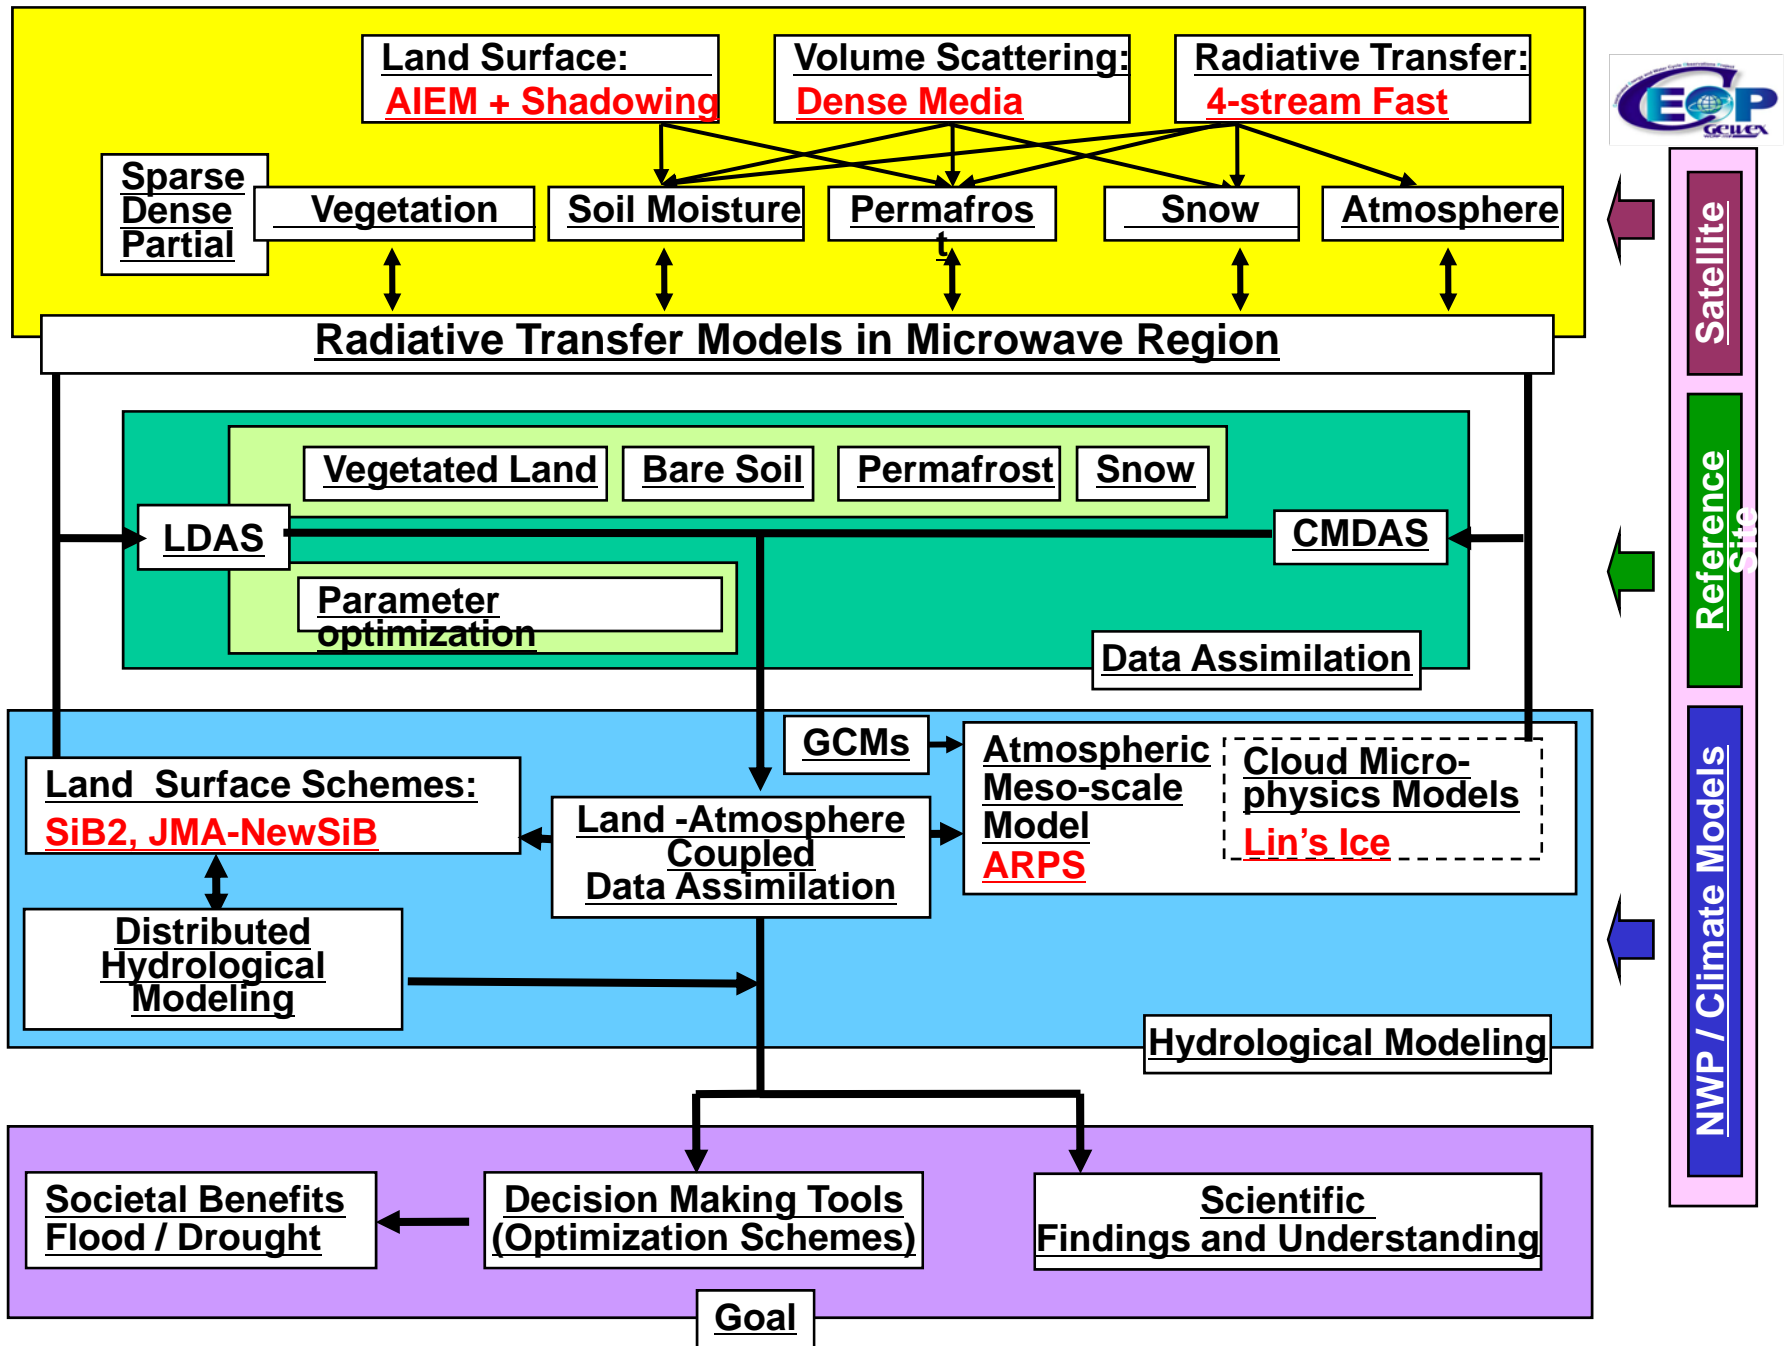 Land Surface:
AIEM + Shadowing
Volume Scattering:
Dense Media
Radiative Transfer:
4-stream Fast
CEOP
Sparse
Dense
Partial
Vegetation
Soil Moisture
Permafros
t
Snow
Atmosphere
Radiative Transfer Models in Microwave Region
Satellite
Vegetated Land
Bare Soil
Permafrost
Snow
LDAS
CMDAS
Reference
Site
Parameter
optimization
Data Assimilation
GCMs
Atmospheric
Meso-scale
Model
ARPS
Cloud Micro-
physics Models
Lin’s Ice
Land Surface Schemes:
SiB2, JMA-NewSiB
Land -Atmosphere
Coupled
Data Assimilation
NWP / Climate Models
Distributed
Hydrological
Modeling
Hydrological Modeling
Societal Benefits
Flood / Drought
Decision Making Tools
(Optimization Schemes)
Scientific
Findings and Understanding
Goal